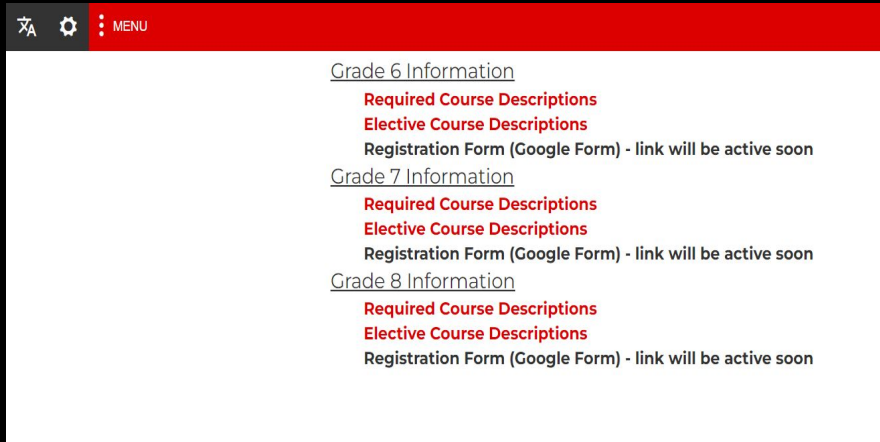 MENU
Grade 6 Information
Required Course Descriptions
Elective Course Descriptions
Registration Form (Google Form) - link will be active soon
Grade 7 Information
Required Course Descriptions
Elective Course Descriptions
Registration Form (Google Form) - link will be active soon
Grade 8 Information
Required Course Descriptions
Elective Course Descriptions
Registration Form (Google Form) - link will be active soon